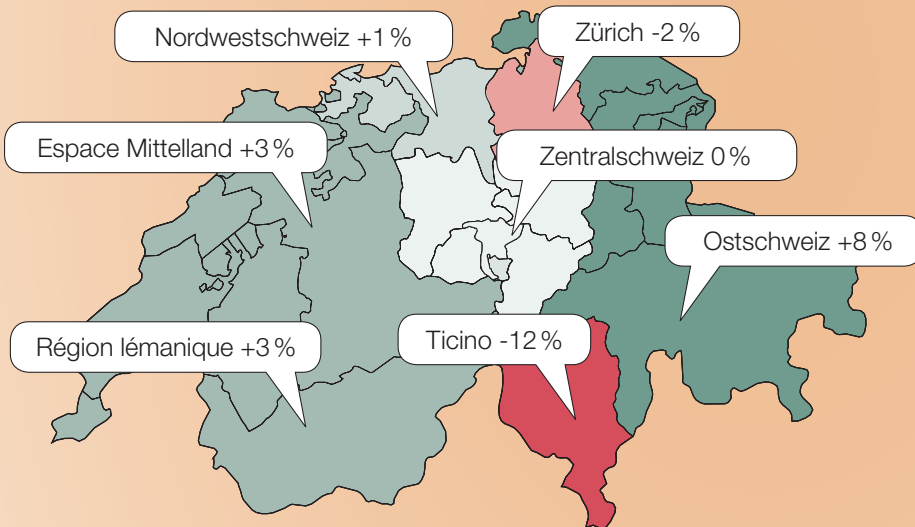 Nordwestschweiz +1 %
Zürich -2 %
Espace Mittelland +3 %
Zentralschweiz 0 %
Ostschweiz +8 %
Région lémanique +3 %
Ticino -12 %